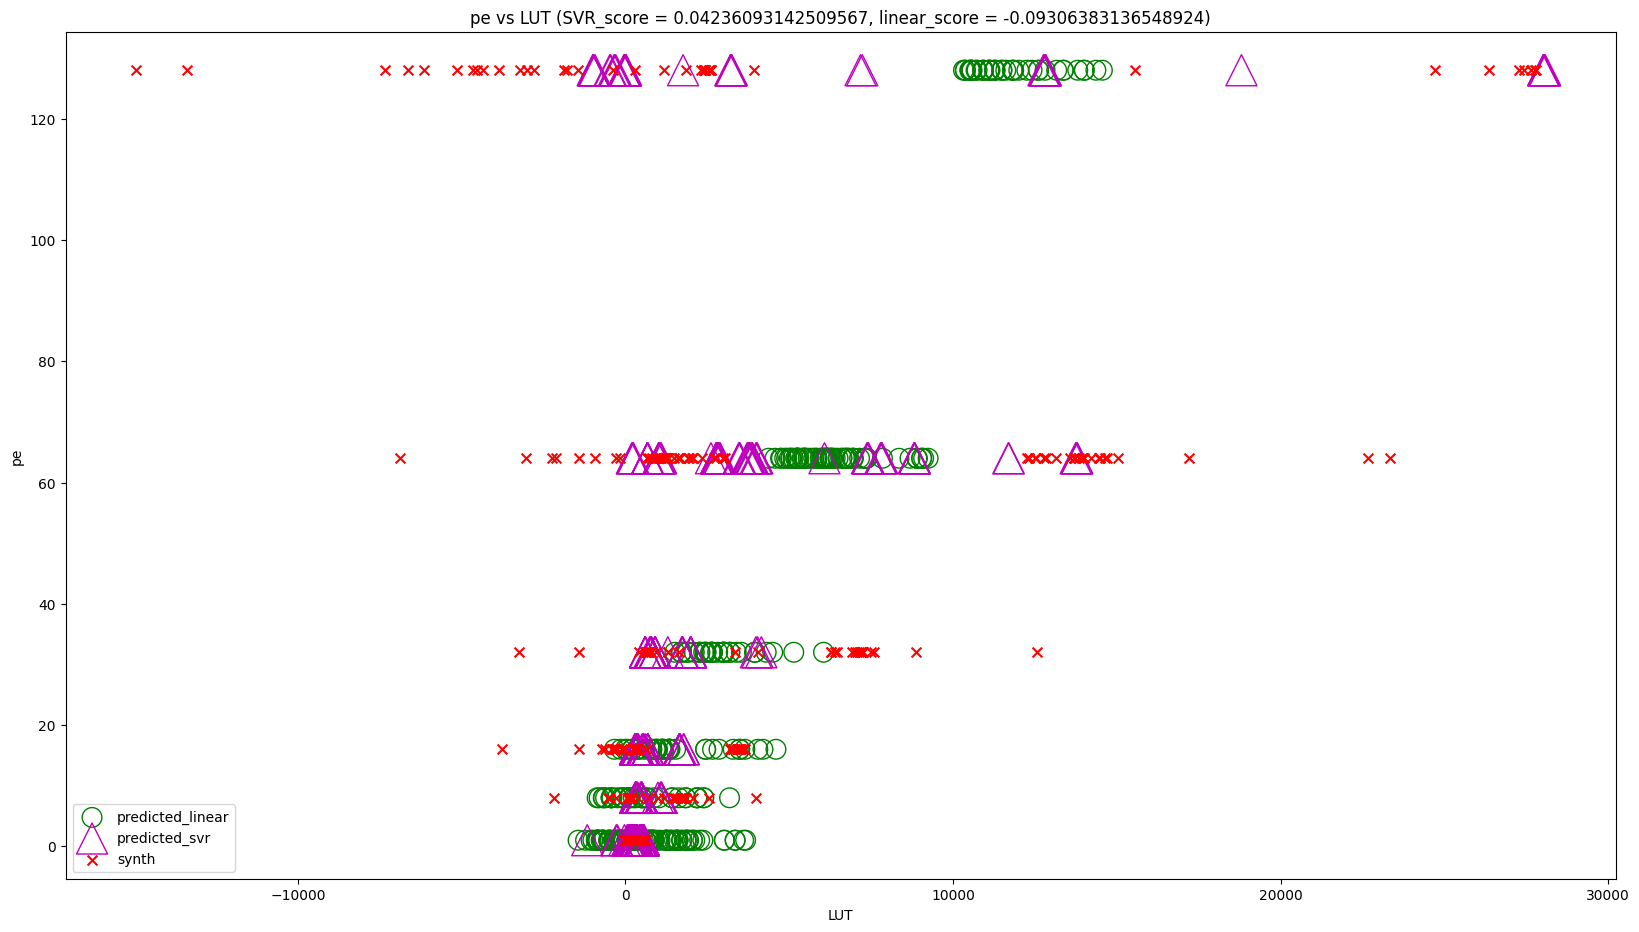 pe vs LUT (SVR_score = 0.04236093142509567, linear_score = -0.09306383136548924)
120
100
80
60
40
20
0
pe
predicted_linear
predicted_svr
synth
−10000 0 10000 20000 30000
LUT